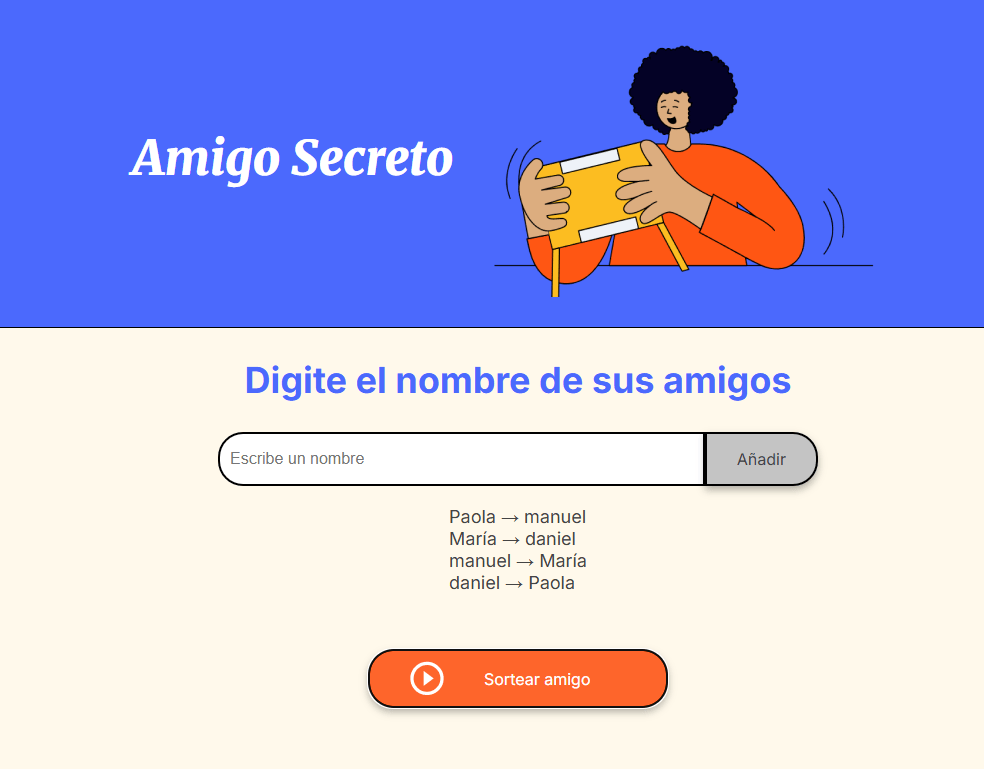 Amigo Secreto
Digite el nombre de sus amigos
Escribe un nombre
Añadir
Paola → manuel
María → daniel
manuel → María
daniel → Paola
Sortear amigo